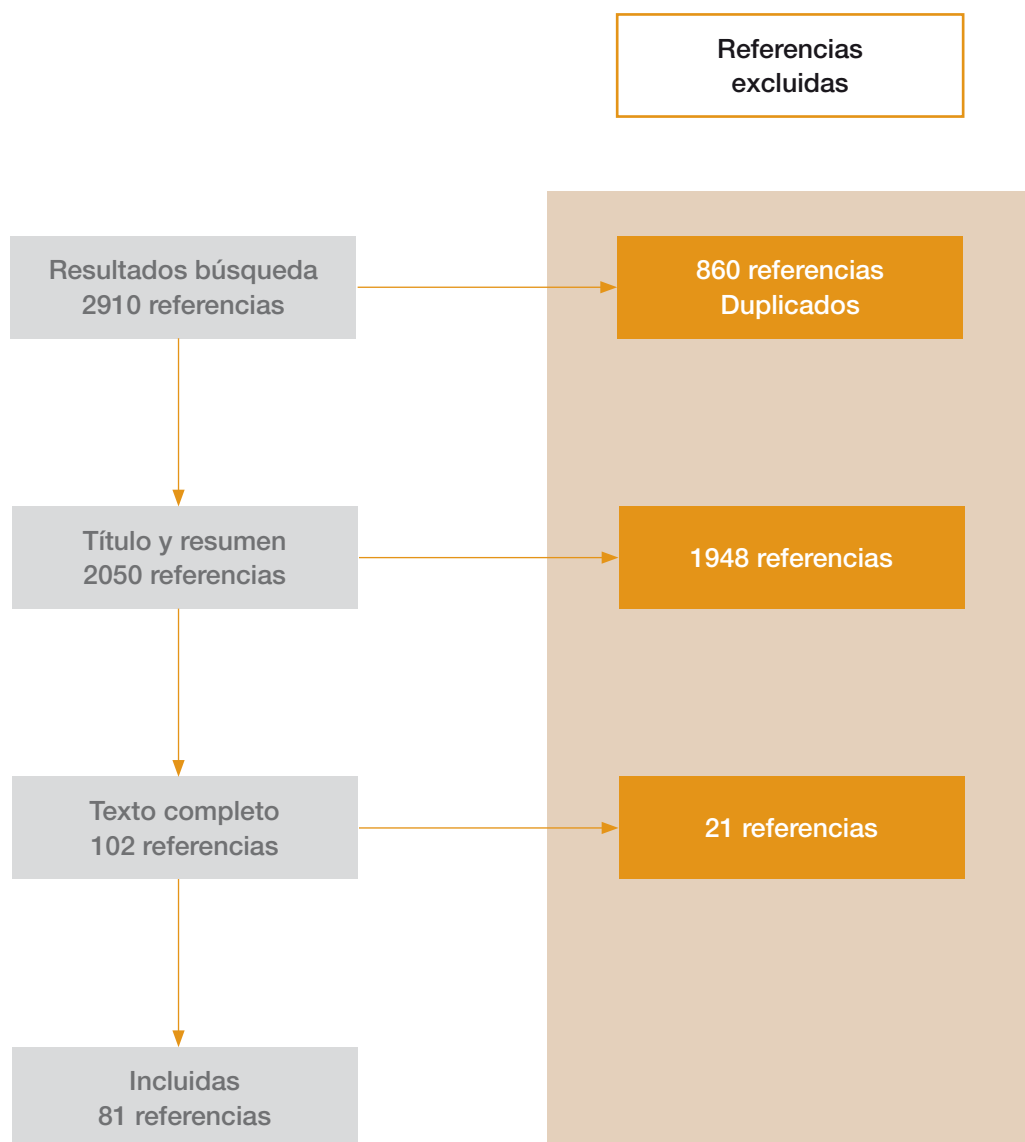 Referencias
excluidas
Resultados búsqueda
2910 referencias
860 referencias
Duplicados
Título y resumen
2050 referencias
1948 referencias
Texto completo
102 referencias
21 referencias
Incluidas
81 referencias